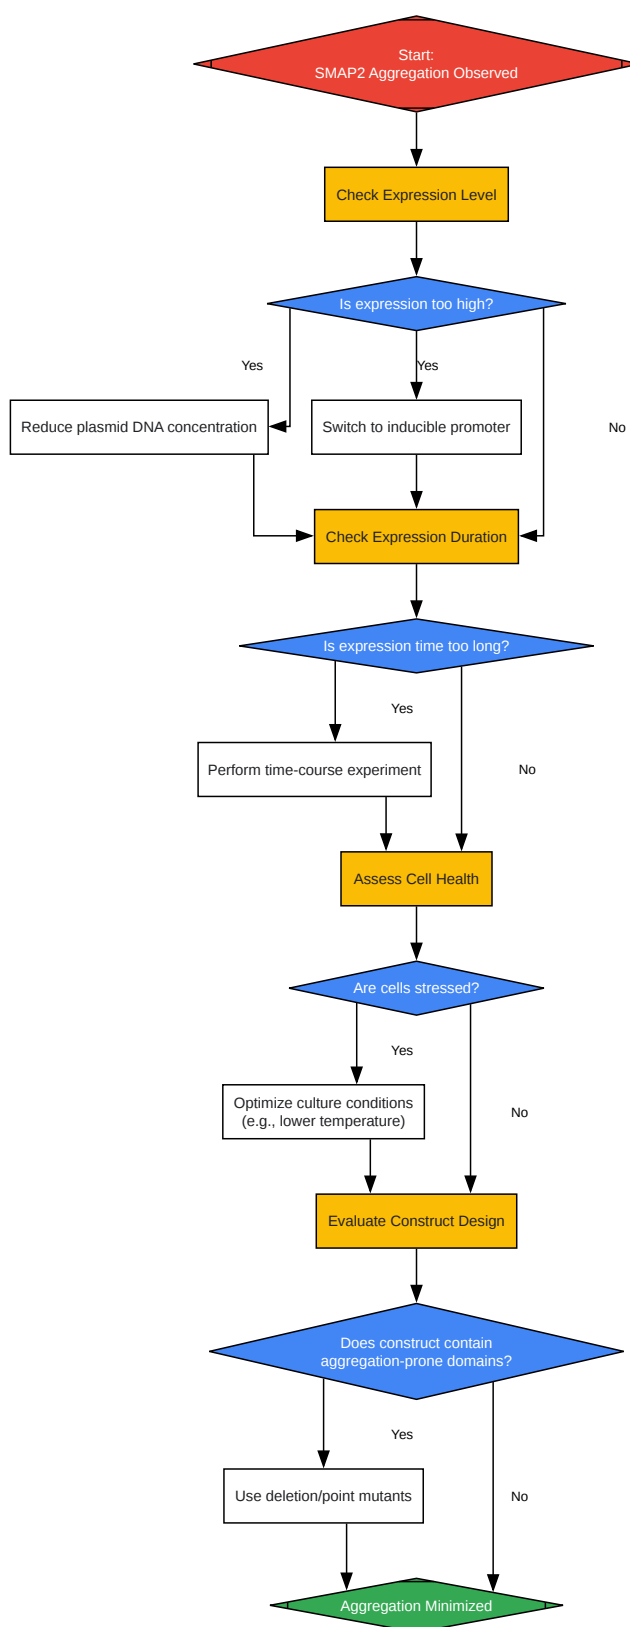 Start:
SMAP2 Aggregation Observed
Check Expression Level
Is expression too high?
Yes
Yes
Reduce plasmid DNA concentration
Switch to inducible promoter
No
Check Expression Duration
Is expression time too long?
Yes
Perform time-course experiment
No
Assess Cell Health
Are cells stressed?
Yes
Optimize culture conditions
(e.g., lower temperature)
No
Evaluate Construct Design
Does construct contain
aggregation-prone domains?
Yes
Use deletion/point mutants
No
Aggregation Minimized